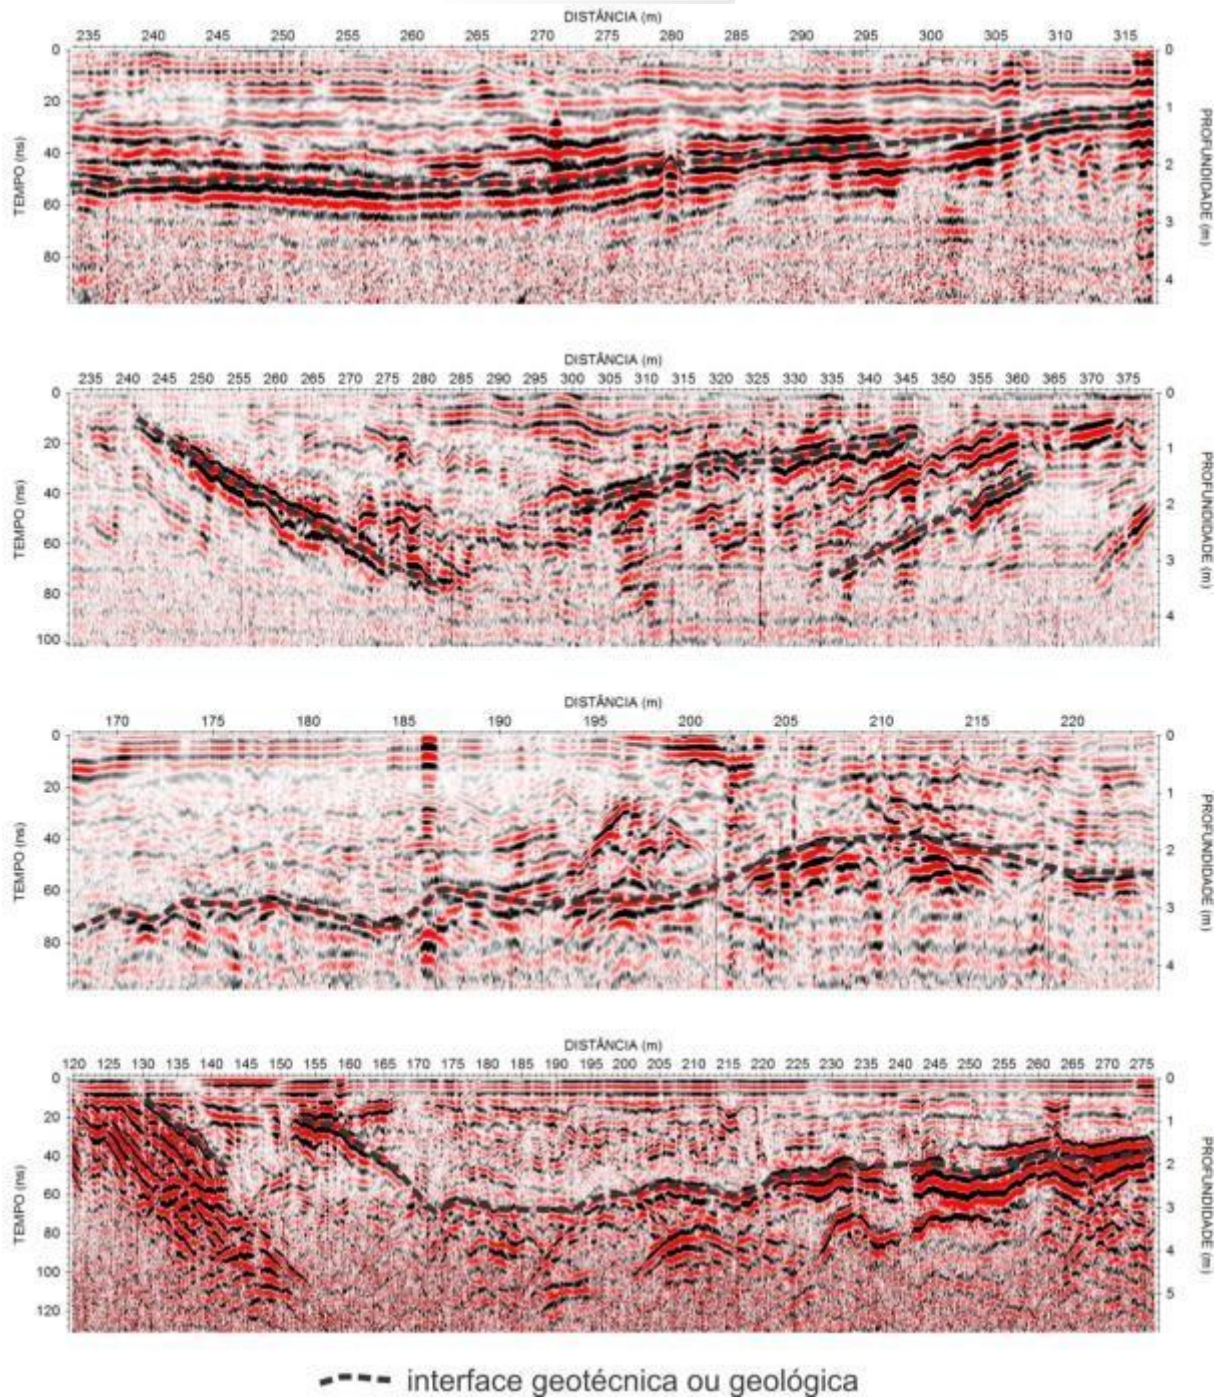 DISTÂNCIA (m)
235 240 245 250 255 260 265 270 275 280 285 290 295 300 305 310 315
0 20 40 60 80
TEMPO (ns)
0 1 2 3 4
PROFUNDIDADE (m)
DISTÂNCIA (m)
235 240 245 250 255 260 265 270 275 280 285 290 295 300 305 310 315 320 325 330 335 340 345 350 355 360 365 370 375
0 20 40 60 80 100
TEMPO (ns)
0 1 2 3 4
PROFUNDIDADE (m)
DISTÂNCIA (m)
170 175 180 185 190 195 200 205 210 215 220
0 20 40 60 80
TEMPO (ns)
0 1 2 3 4
PROFUNDIDADE (m)
DISTÂNCIA (m)
120 125 130 135 140 145 150 155 160 165 170 175 180 185 190 195 200 205 210 215 220 225 230 235 240 245 250 255 260 265 270 275
0 20 40 60 80 100 120
TEMPO (ns)
0 1 2 3 4 5
PROFUNDIDADE (m)
interface geotécnica ou geológica